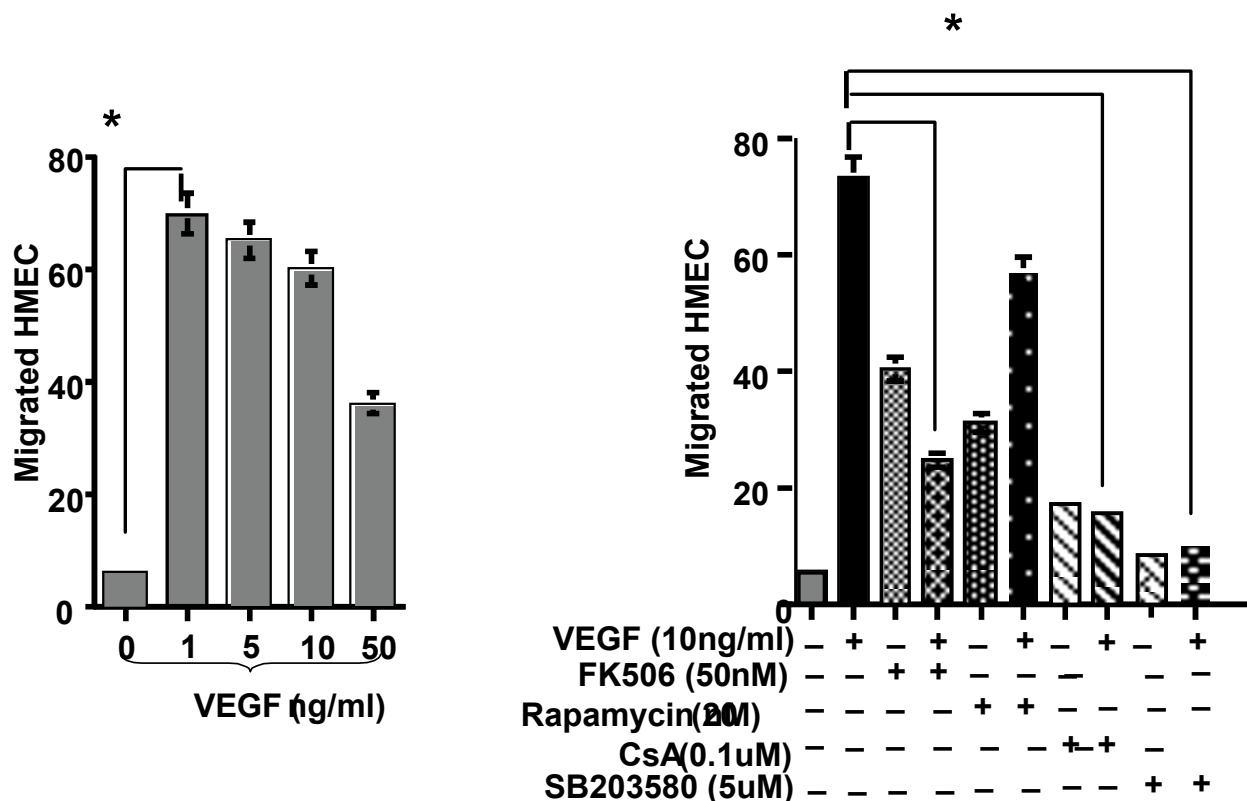 *
80
60
40
20
0
Migrated HMEC
0 1 5 10 50
VEGF (ng/ml)
*
80
60
40
20
0
Migrated HMEC
VEGF (10ng/ml) – + – + – + – + – +
FK506 (50nM) – – + + – – – – –
Rapamycin (20nM) – – – – + + – – – –
CsA(0.1uM) – – – – – – + – + –
SB203580 (5uM) – – – – – – – – + +